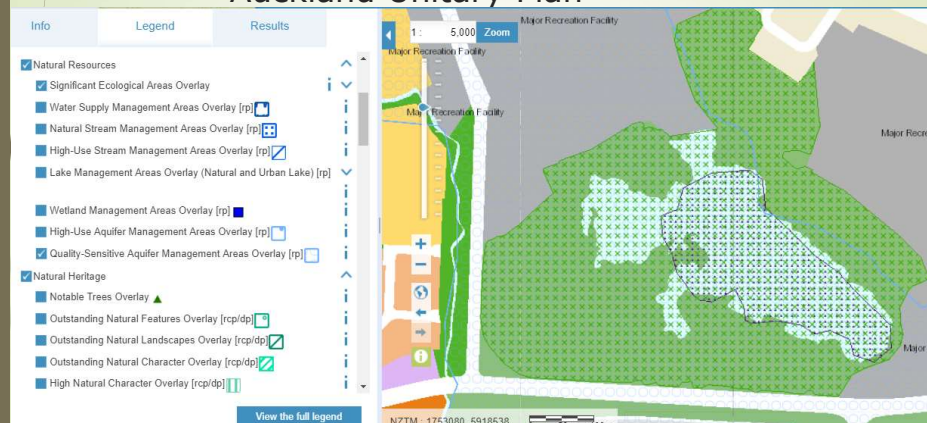 Auckland Unitary Plan
Info Legend Results
Natural Resources
Significant Ecological Areas Overlay
Water Supply Management Areas Overlay [rp]
Natural Stream Management Areas Overlay [rp]
High-Use Stream Management Areas Overlay [rp]
Lake Management Areas Overlay (Natural and Urban Lake) [rp]
Wetland Management Areas Overlay [rp]
High-Use Aquifer Management Areas Overlay [rp]
Quality-Sensitive Aquifer Management Areas Overlay [rp]
Natural Heritage
Notable Trees Overlay
Outstanding Natural Features Overlay [rcp/dp]
Outstanding Natural Landscapes Overlay [rcp/dp]
Outstanding Natural Character Overlay [rcp/dp]
High Natural Character Overlay [rcp/dp]
View the full legend
1 : 5,000 Zoom
Major Recreation Facility
Major Recreation Facility
Major Recreation Facility
Major Recre
Major
NZTM : 1753080, 5918538